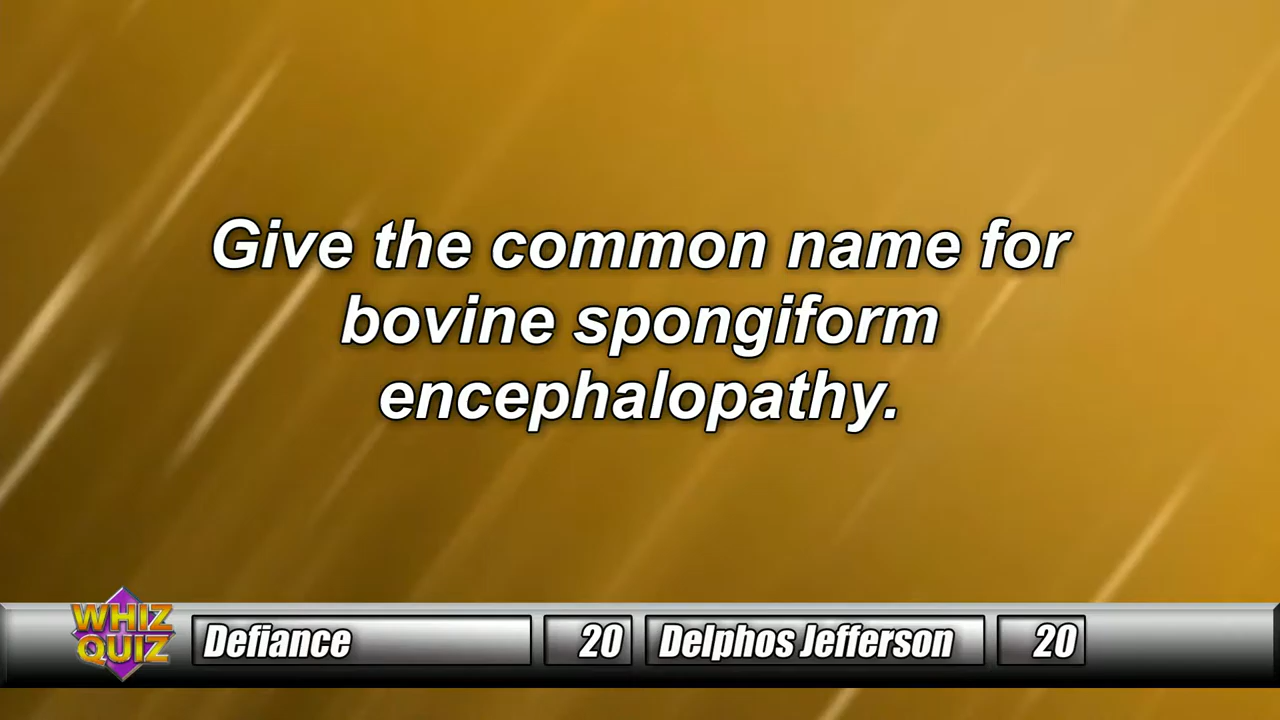 Give the common name for
bovine spongiform
encephalopathy.
WHIZ
QUIZ
Defiance 20 Delphos Jefferson 20